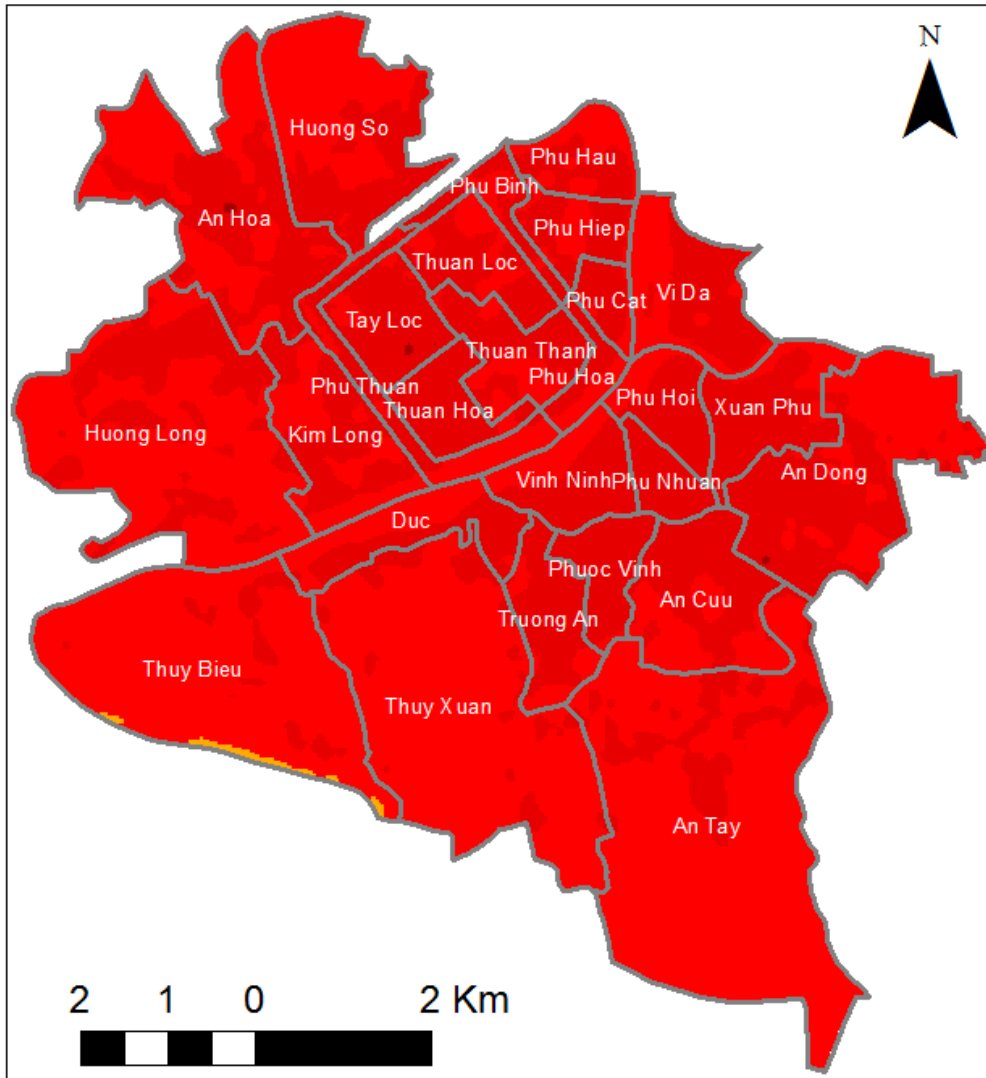 N
Huong So
Phu Hau
Phu Binh
An Hoa
Phu Hiep
Thuan Loc
Phu Cat
Vi Da
Tay Loc
Thuan Thanh
Phu Hoa
Phu Thuan
Phu Hoi
Xuan Phu
Thuan Hoa
Huong Long
Kim Long
Vinh Ninh
Phu Nhuan
An Dong
Duc
Phuoc Vinh
An Cuu
Truong An
Thuy Bieu
Thuy Xuan
An Tay
2 1 0 2 Km